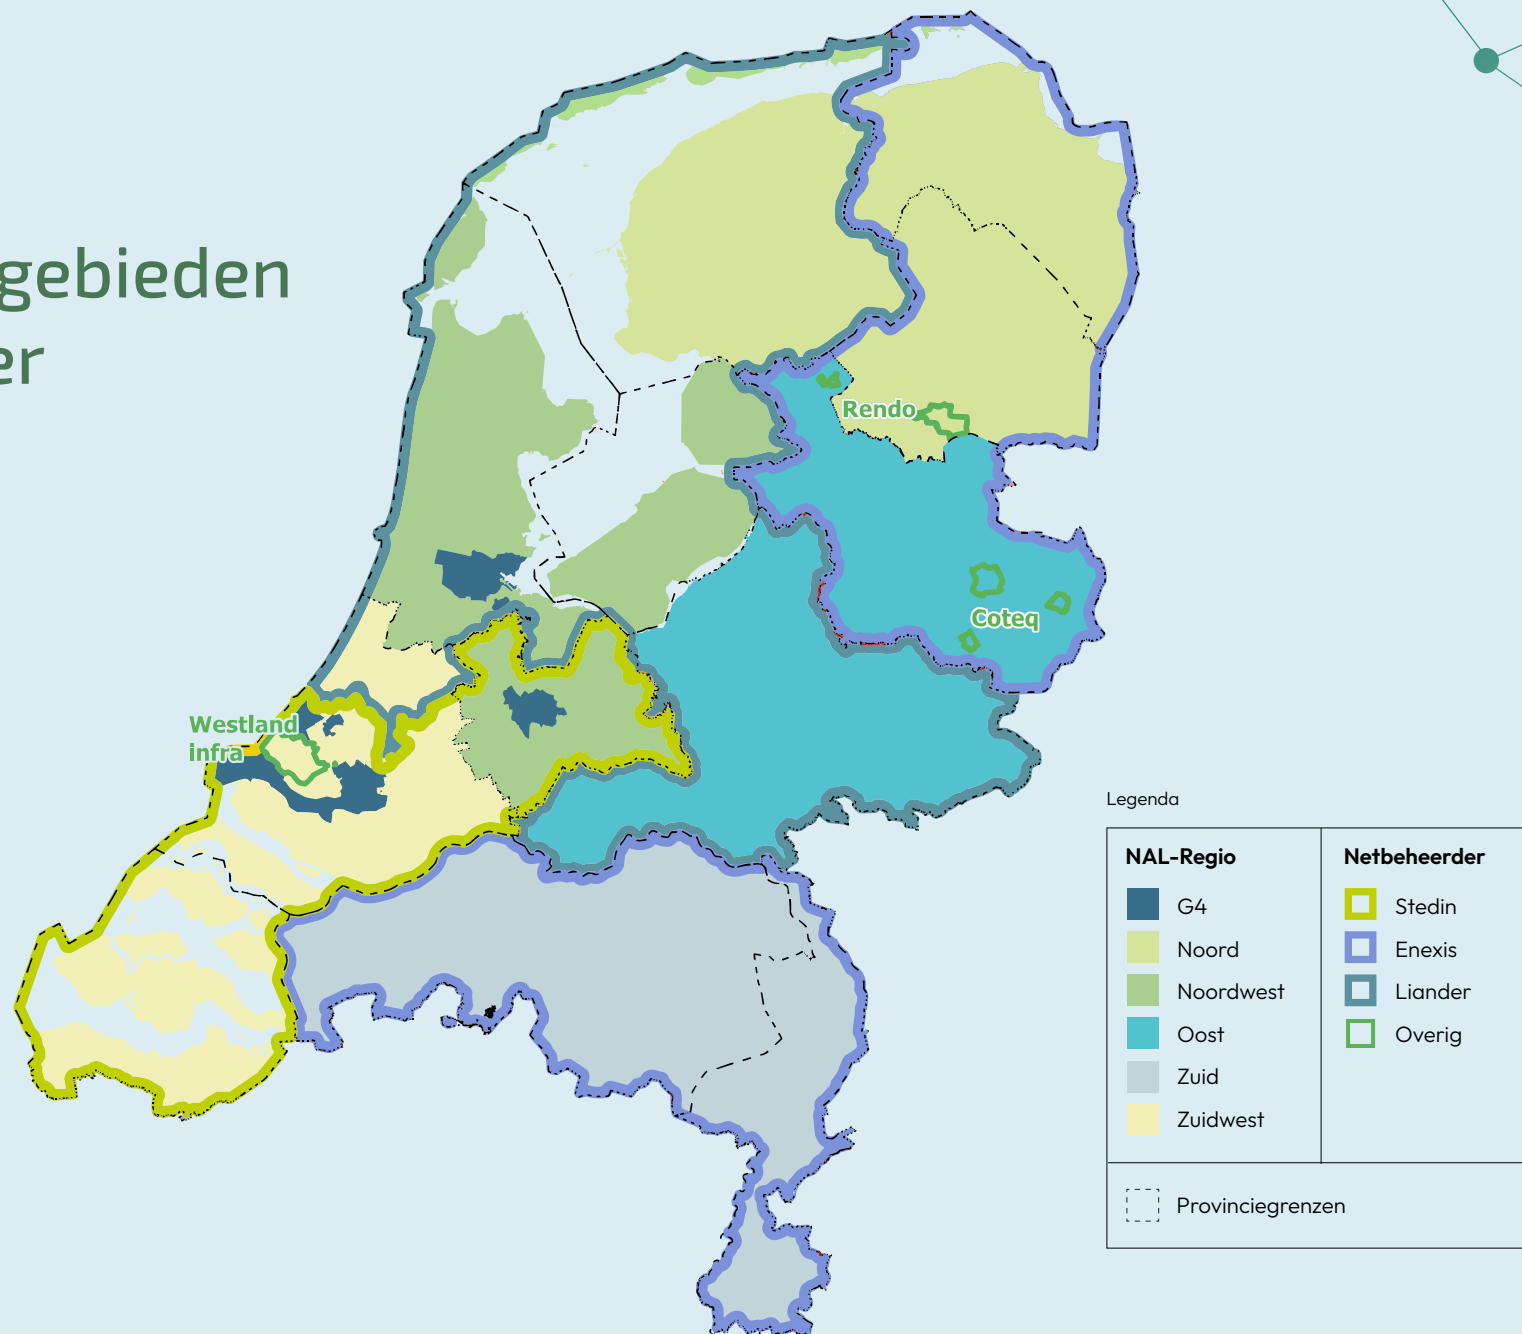 gebieden
er
Rendo
Coteq
Westland
infra
Legenda
NAL-Regio
G4
Noord
Noordwest
Oost
Zuid
Zuidwest
Netbeheerder
Stedin
Enexis
Liander
Overig
Provinciegrenzen